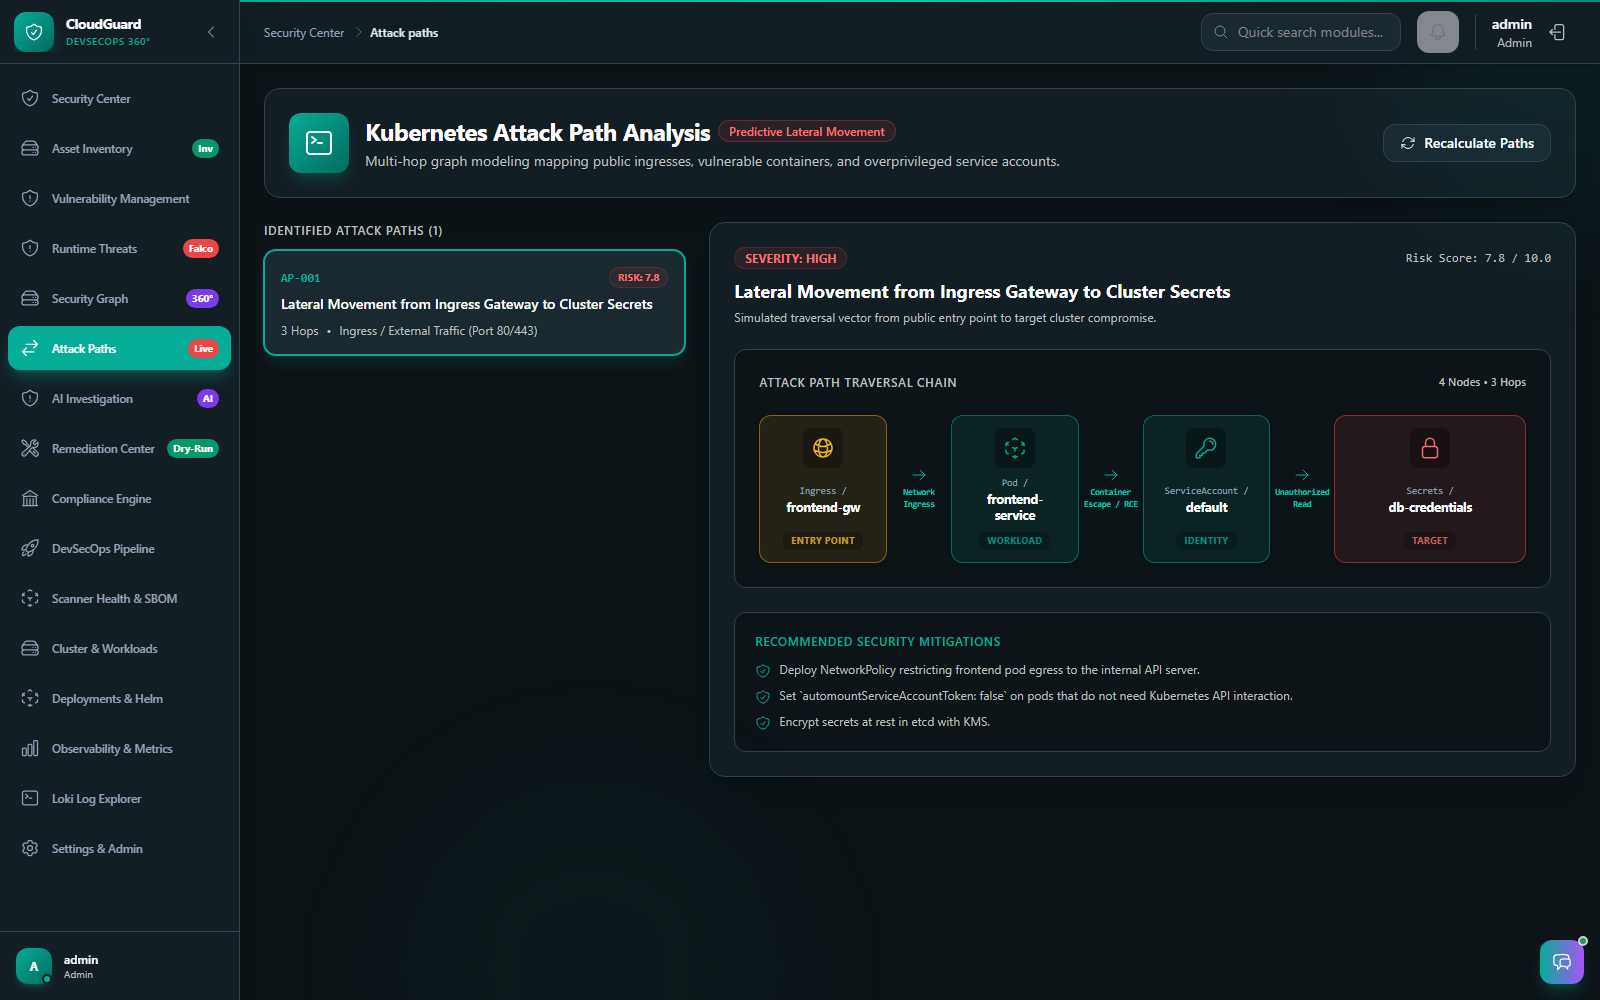 CloudGuard
DEVSECOPS 360°
Security Center
Asset Inventory
Inv
Vulnerability Management
Runtime Threats
Falco
Security Graph
360°
Attack Paths
Live
AI Investigation
AI
Remediation Center
Dry-Run
Compliance Engine
DevSecOps Pipeline
Scanner Health & SBOM
Cluster & Workloads
Deployments & Helm
Observability & Metrics
Loki Log Explorer
Settings & Admin
A
admin
Admin
Security Center
Attack paths
Quick search modules...
admin
Admin
Kubernetes Attack Path Analysis
Predictive Lateral Movement
Multi-hop graph modeling mapping public ingresses, vulnerable containers, and overprivileged service accounts.
Recalculate Paths
IDENTIFIED ATTACK PATHS (1)
AP-001
RISK: 7.8
Lateral Movement from Ingress Gateway to Cluster Secrets
3 Hops • Ingress / External Traffic (Port 80/443)
SEVERITY: HIGH
Risk Score: 7.8 / 10.0
Lateral Movement from Ingress Gateway to Cluster Secrets
Simulated traversal vector from public entry point to target cluster compromise.
ATTACK PATH TRAVERSAL CHAIN
4 Nodes • 3 Hops
Ingress /
frontend-gw
ENTRY POINT
Network
Ingress
Pod /
frontend-
service
WORKLOAD
Container
Escape / RCE
ServiceAccount /
default
IDENTITY
Unauthorized
Read
Secrets /
db-credentials
TARGET
RECOMMENDED SECURITY MITIGATIONS
Deploy NetworkPolicy restricting frontend pod egress to the internal API server.
Set `automountServiceAccountToken: false` on pods that do not need Kubernetes API interaction.
Encrypt secrets at rest in etcd with KMS.